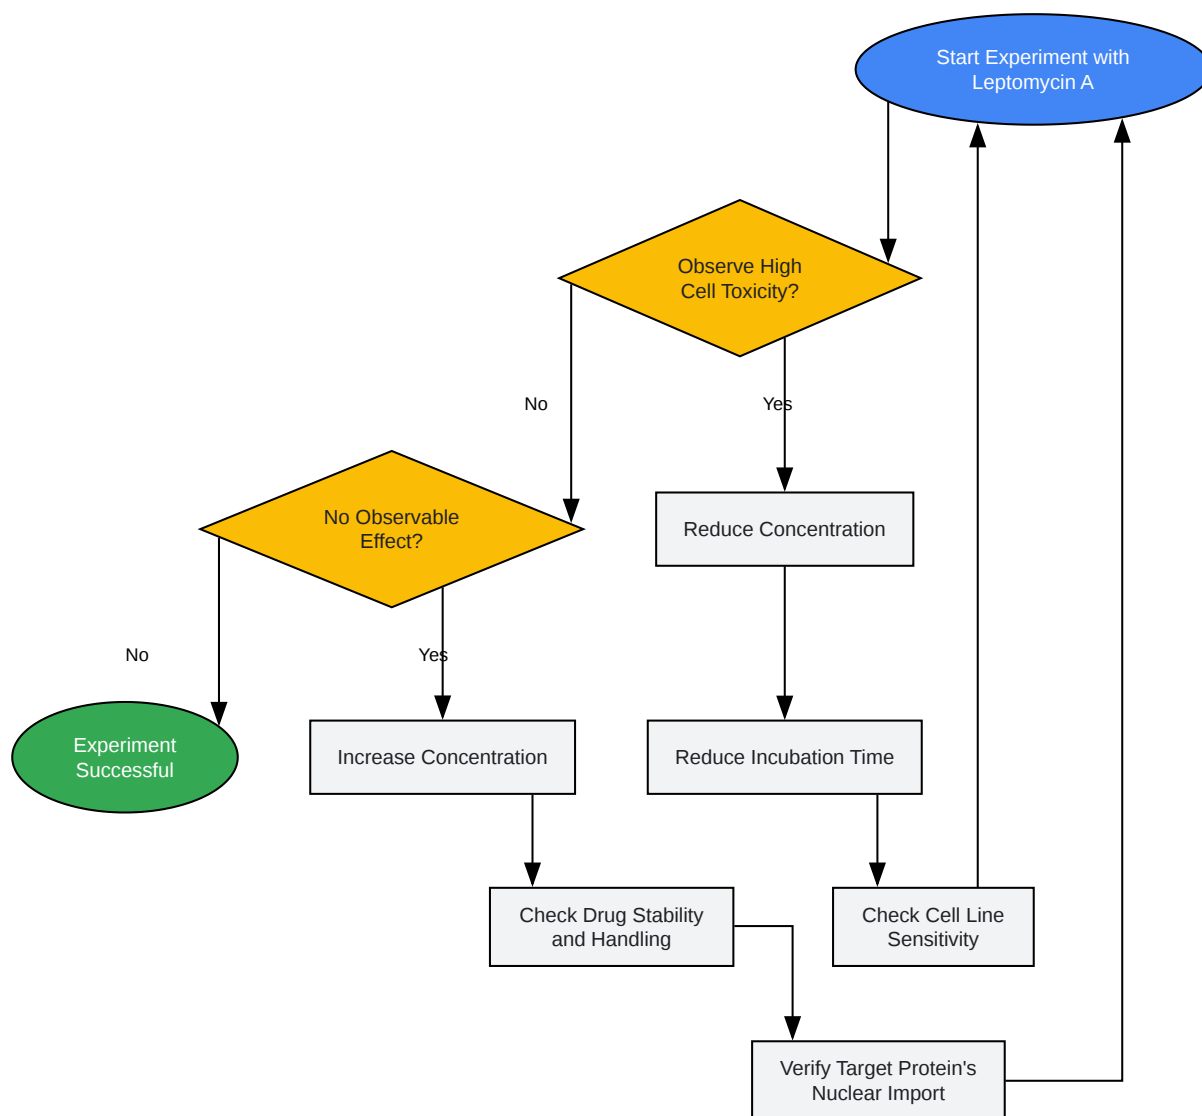 Start Experiment with
Leptomycin A
Observe High
Cell Toxicity?
No
Yes
No Observable
Effect?
Reduce Concentration
No
Yes
Experiment
Successful
Increase Concentration
Reduce Incubation Time
Check Drug Stability
and Handling
Check Cell Line
Sensitivity
Verify Target Protein's
Nuclear Import